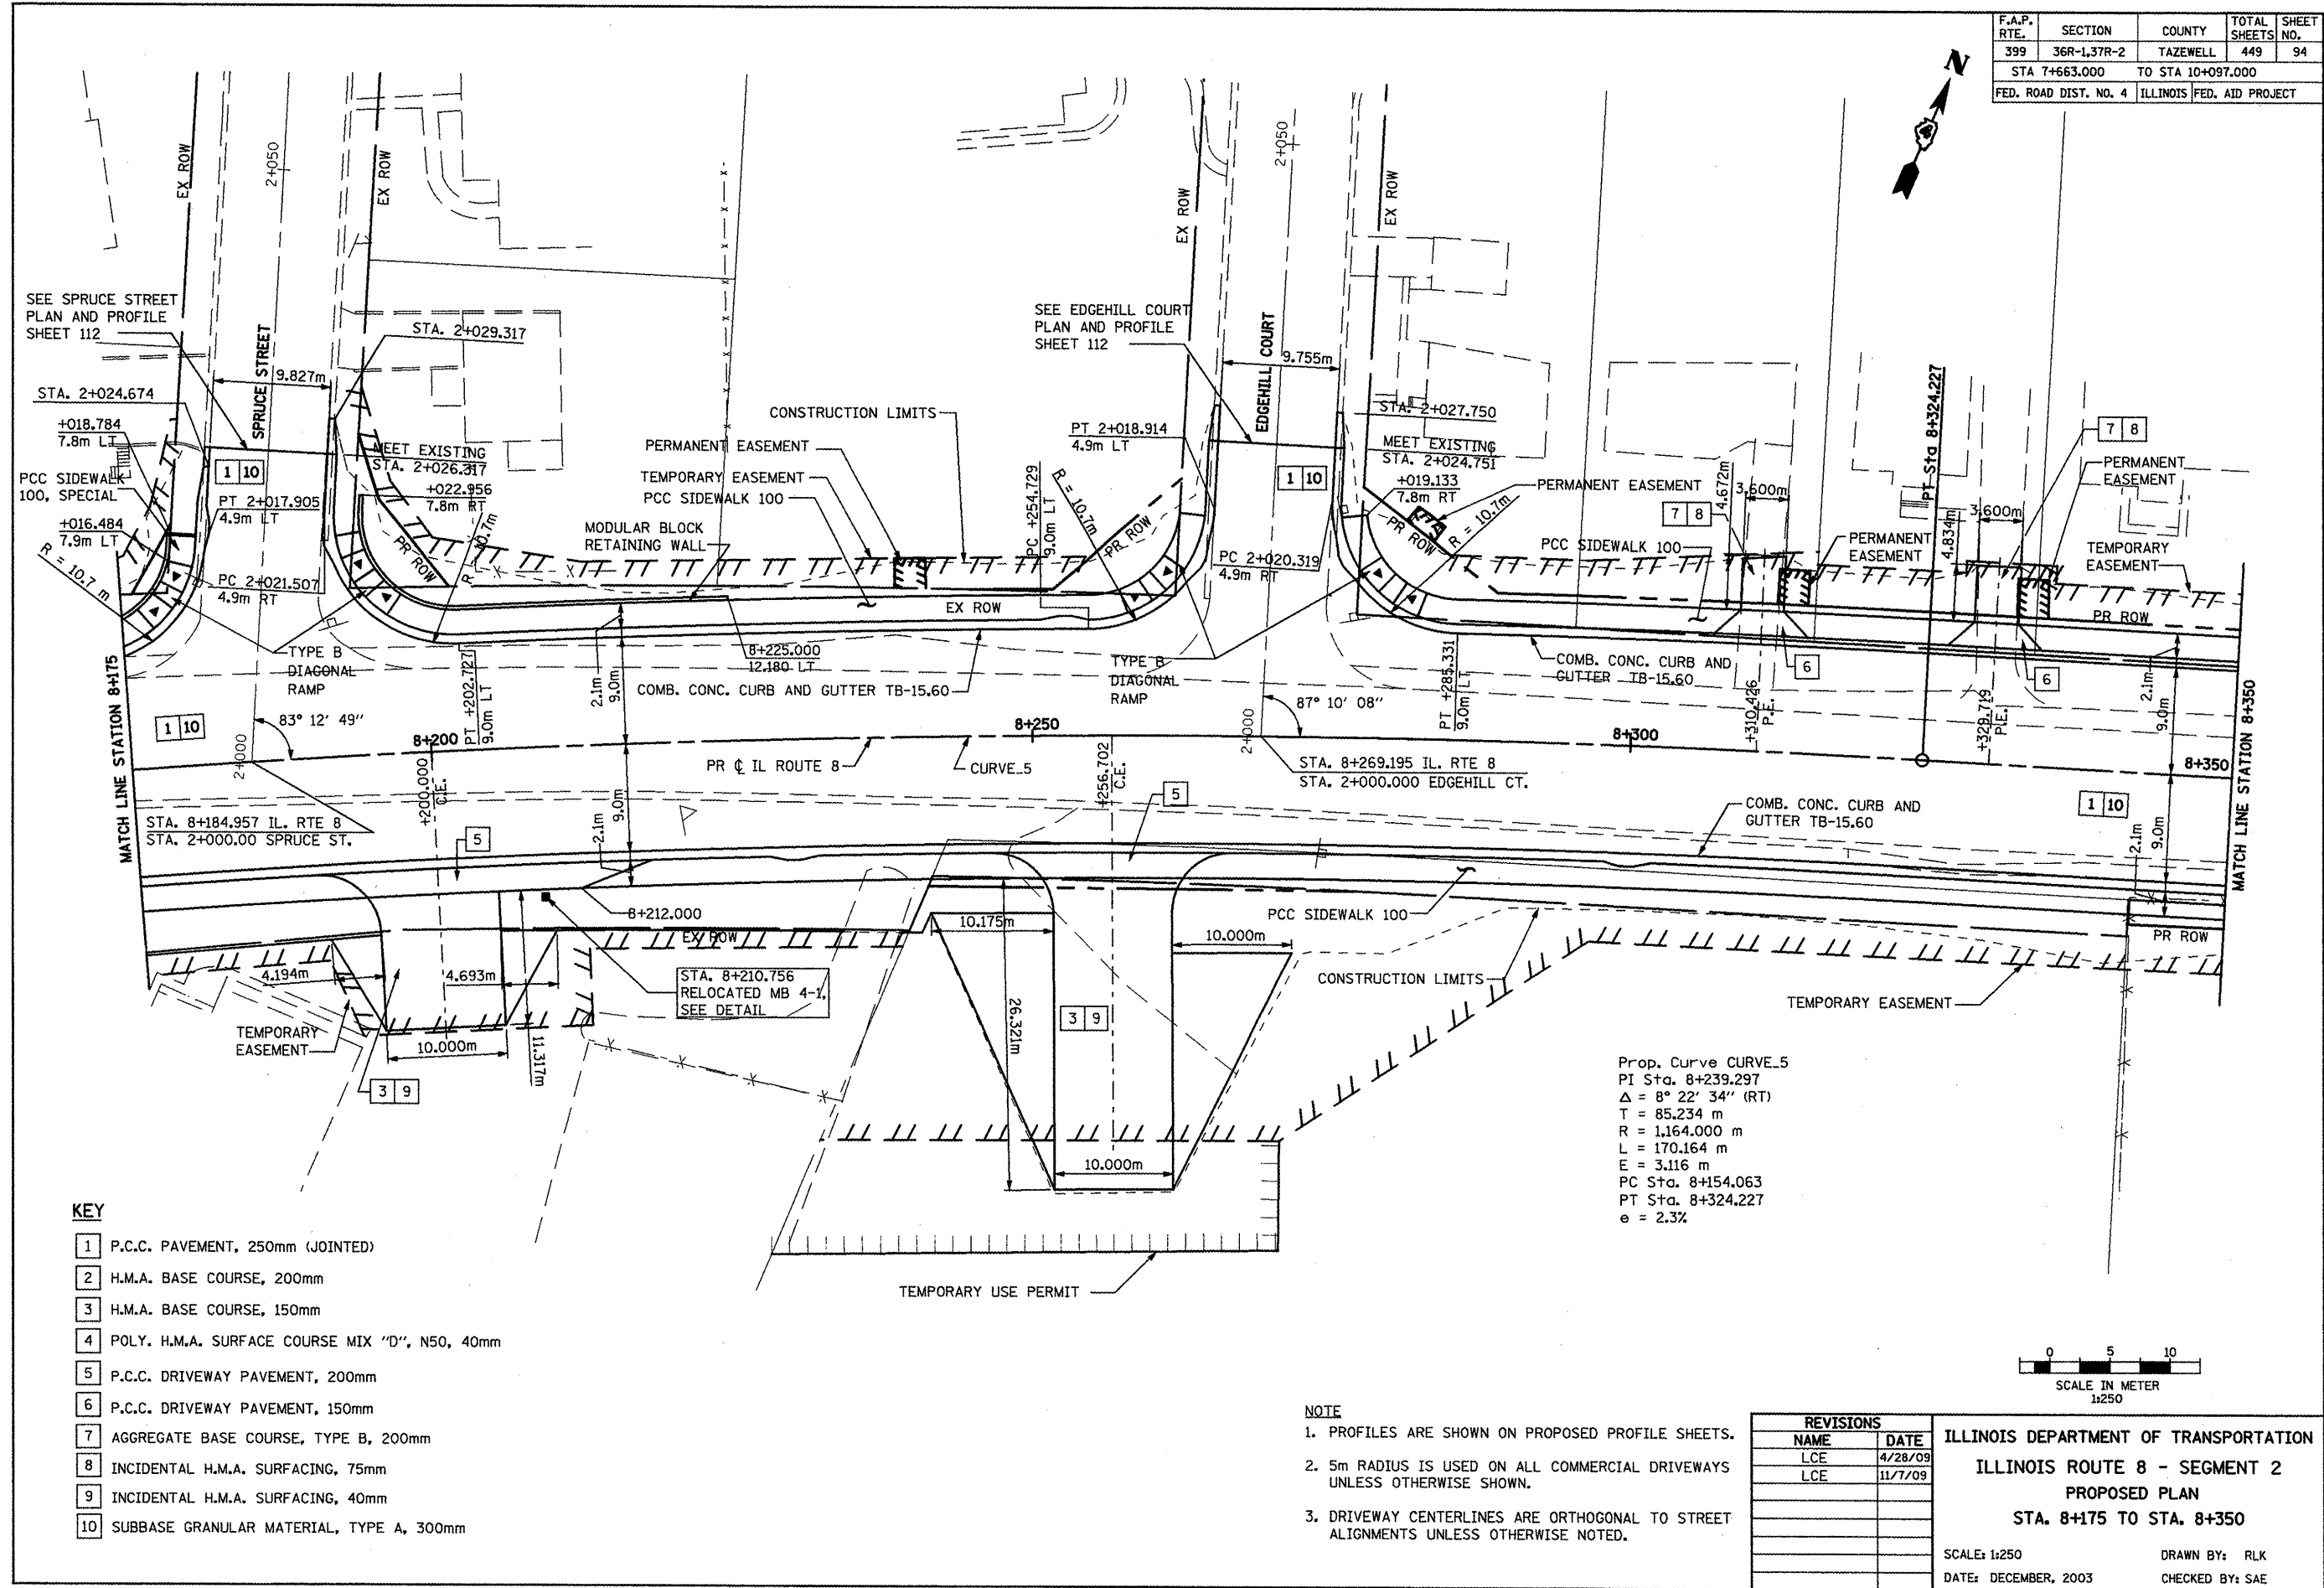 F.A.P. RTE. SECTION COUNTY TOTAL SHEETS SHEET NO.
399 36R-1,37R-2 TAZEWELL 449 94
STA 7+663.000 TO STA 10+097.000
FED. ROAD DIST. NO. 4 ILLINOIS FED. AID PROJECT
N
EX ROW
2+050
EX ROW
EX ROW
2+050
EX ROW
SEE SPRUCE STREET
PLAN AND PROFILE
SHEET 112
SPRUCE STREET
STA. 2+029.317
9.827m
STA. 2+024.674
+018.784
7.8m LT
PCC SIDEWALK
100, SPECIAL
+016.484
7.9m LT
R = 10.7 m
1 10
MEET EXISTING
STA. 2+026.317
+022.956
7.8m RT
PT 2+017.905
4.9m LT
PC 2+021.507
4.9m RT
PR ROW
R = 10.7m
CONSTRUCTION LIMITS
PERMANENT EASEMENT
TEMPORARY EASEMENT
PCC SIDEWALK 100
MODULAR BLOCK
RETAINING WALL
EX ROW
SEE EDGEHILL COURT
PLAN AND PROFILE
SHEET 112
EDGEHILL COURT
9.755m
PT 2+018.914
4.9m LT
PC +254.729
9.0m LT
R = 10.7m
PR ROW
1 10
STA. 2+027.750
MEET EXISTING
STA. 2+024.751
+019.133
7.8m RT
PERMANENT EASEMENT
PR ROW
R = 10.7m
PC 2+020.319
4.9m RT
PCC SIDEWALK 100
7 8
4.672m
3.600m
PERMANENT
EASEMENT
PT Sta 8+324.227
4.834m
3.600m
7 8
PERMANENT
EASEMENT
TEMPORARY
EASEMENT
PR ROW
TYPE B
DIAGONAL
RAMP
PT +202.727
9.0m LT
2.1m
9.0m
8+225.000
12.180 LT
COMB. CONC. CURB AND GUTTER TB-15.60
TYPE B
DIAGONAL
RAMP
PT +285.331
9.0m LT
COMB. CONC. CURB AND
GUTTER TB-15.60
6
6
+310.426
P.E.
+329.719
P.E.
2.1m
9.0m
MATCH LINE STATION 8+175
1 10
83° 12' 49"
2+000
8+200
8+250
87° 10' 08"
2+000
8+300
8+350
MATCH LINE STATION 8+350
PR ℄ IL ROUTE 8
CURVE_5
STA. 8+269.195 IL. RTE 8
STA. 2+000.000 EDGEHILL CT.
+200.000
C.E.
+256.702
C.E.
STA. 8+184.957 IL. RTE 8
STA. 2+000.00 SPRUCE ST.
5
2.1m
9.0m
5
COMB. CONC. CURB AND
GUTTER TB-15.60
1 10
2.1m
9.0m
8+212.000
EX ROW
4.194m
4.693m
STA. 8+210.756
RELOCATED MB 4-1,
SEE DETAIL
TEMPORARY
EASEMENT
10.000m
11.317m
3 9
10.175m
10.000m
26.321m
3 9
10.000m
PCC SIDEWALK 100
CONSTRUCTION LIMITS
TEMPORARY EASEMENT
PR ROW
TEMPORARY USE PERMIT
Prop. Curve CURVE_5
PI Sta. 8+239.297
Δ = 8° 22' 34" (RT)
T = 85.234 m
R = 1,164.000 m
L = 170.164 m
E = 3.116 m
PC Sta. 8+154.063
PT Sta. 8+324.227
e = 2.3%
KEY
1 P.C.C. PAVEMENT, 250mm (JOINTED)
2 H.M.A. BASE COURSE, 200mm
3 H.M.A. BASE COURSE, 150mm
4 POLY. H.M.A. SURFACE COURSE MIX "D", N50, 40mm
5 P.C.C. DRIVEWAY PAVEMENT, 200mm
6 P.C.C. DRIVEWAY PAVEMENT, 150mm
7 AGGREGATE BASE COURSE, TYPE B, 200mm
8 INCIDENTAL H.M.A. SURFACING, 75mm
9 INCIDENTAL H.M.A. SURFACING, 40mm
10 SUBBASE GRANULAR MATERIAL, TYPE A, 300mm
NOTE
1. PROFILES ARE SHOWN ON PROPOSED PROFILE SHEETS.
2. 5m RADIUS IS USED ON ALL COMMERCIAL DRIVEWAYS
UNLESS OTHERWISE SHOWN.
3. DRIVEWAY CENTERLINES ARE ORTHOGONAL TO STREET
ALIGNMENTS UNLESS OTHERWISE NOTED.
0 5 10
SCALE IN METER
1:250
REVISIONS
NAME DATE
LCE 4/28/09
LCE 11/7/09
ILLINOIS DEPARTMENT OF TRANSPORTATION
ILLINOIS ROUTE 8 - SEGMENT 2
PROPOSED PLAN
STA. 8+175 TO STA. 8+350
SCALE: 1:250 DRAWN BY: RLK
DATE: DECEMBER, 2003 CHECKED BY: SAE